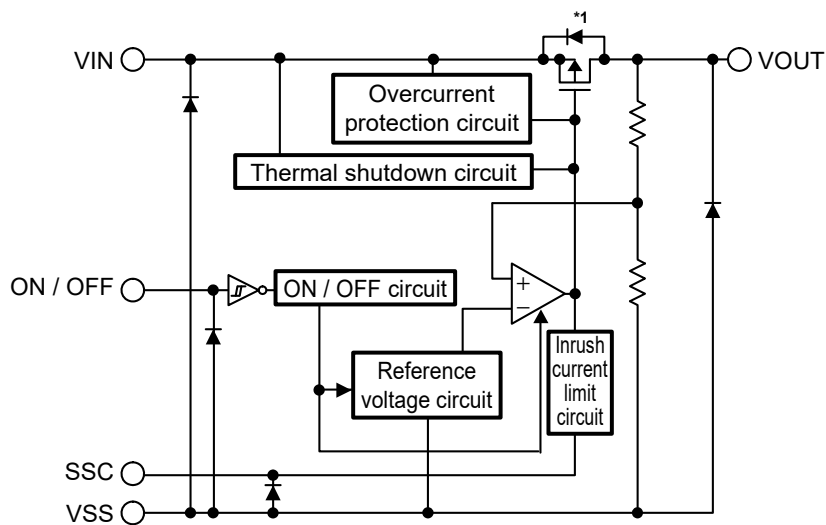 *1
VIN
VOUT
Overcurrent
protection circuit
Thermal shutdown circuit
ON / OFF
ON / OFF circuit
+
−
Reference
voltage circuit
Inrush
current
limit
circuit
SSC
VSS